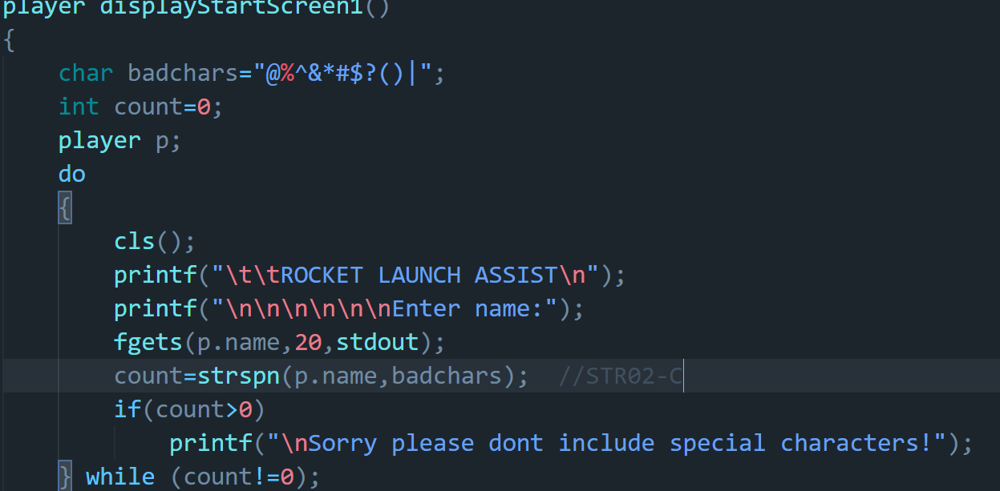 player displayStartScreen1()
{
char badchars="@%^&*#$?()|";
int count=0;
player p;
do
{
cls();
printf("\t\tROCKET LAUNCH ASSIST\n");
printf("\n\n\n\n\n\nEnter name:");
fgets(p.name,20,stdout);
count=strspn(p.name,badchars);  //STR02-C
if(count>0)
printf("\nSorry please dont include special characters!");
} while (count!=0);